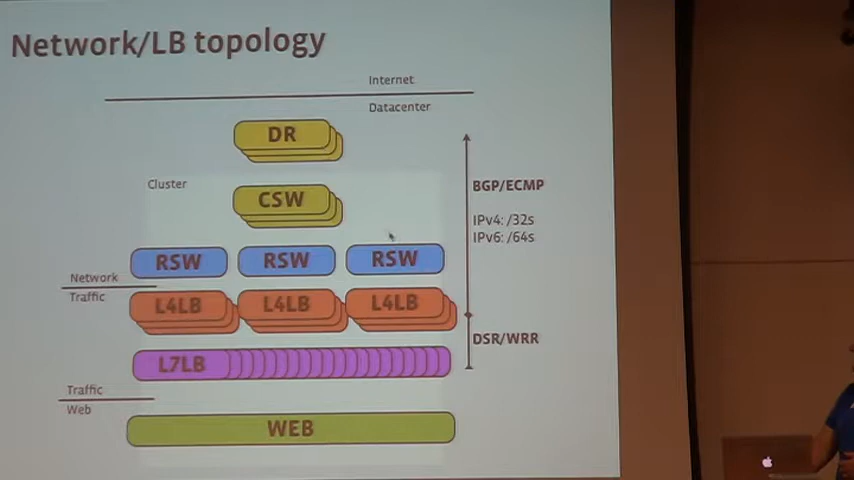 Network/LB topology
Internet
Datacenter
DR
Cluster
CSW
BGP/ECMP
IPv4: /32s
IPv6: /64s
RSW RSW RSW
Network
Traffic
L4LB L4LB L4LB
DSR/WRR
L7LB
Traffic
Web
WEB